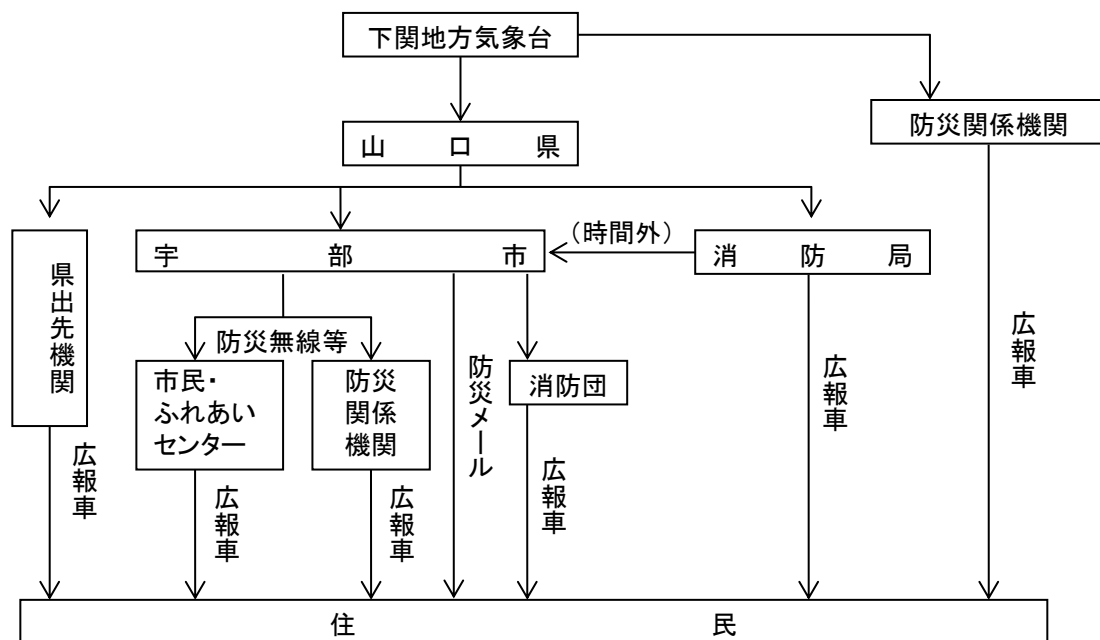 下関地方気象台
防災関係機関
山口県
(時間外)
宇部市
消防局
県出先機関
防災無線等
市民・
ふれあい
センター
防災
関係
機関
防災メール
消防団
広報車
広報車
広報車
広報車
広報車
広報車
住民